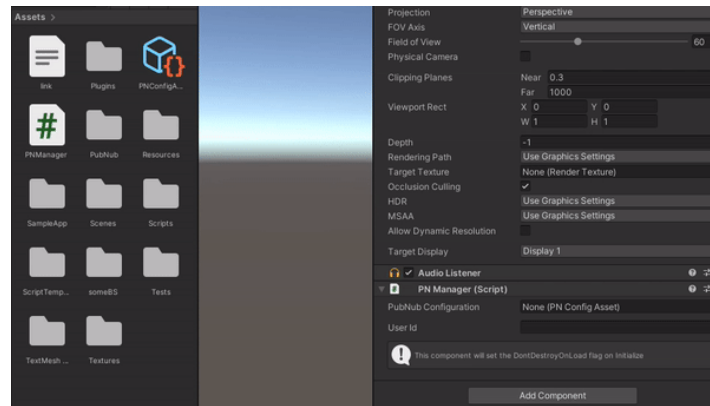 Assets >
link
Plugins
PNConfigA...
PNManager
PubNub
Resources
SampleApp
Scenes
Scripts
ScriptTemp...
someBS
Tests
TextMesh ...
Textures
Projection Perspective
FOV Axis Vertical
Field of View 60
Physical Camera
Clipping Planes Near 0.3
Far 1000
Viewport Rect X 0 Y 0
W 1 H 1
Depth -1
Rendering Path Use Graphics Settings
Target Texture None (Render Texture)
Occlusion Culling
HDR Use Graphics Settings
MSAA Use Graphics Settings
Allow Dynamic Resolution
Target Display Display 1
Audio Listener
# PN Manager (Script)
PubNub Configuration None (PN Config Asset)
User Id
This component will set the DontDestroyOnLoad flag on Initialize
Add Component